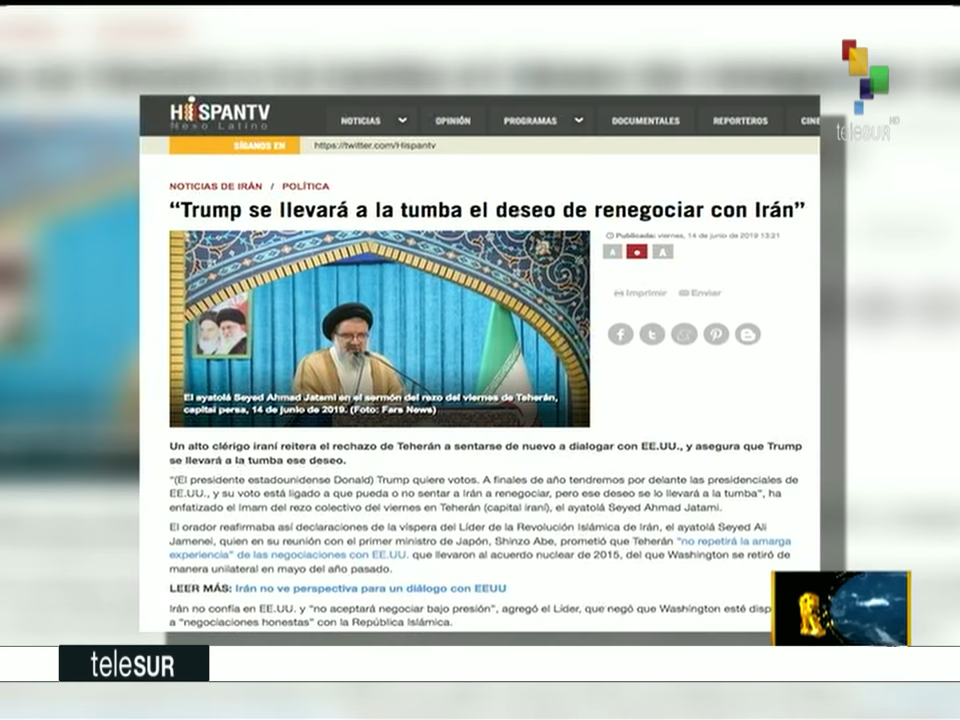 HISPANTV
Nexo Latino
NOTICIAS
OPINIÓN
PROGRAMAS
DOCUMENTALES
REPORTEROS
CINE
teleSUR HD
SÍGANOS EN
https://twitter.com/Hispantv
NOTICIAS DE IRÁN / POLÍTICA
“Trump se llevará a la tumba el deseo de renegociar con Irán”
Publicada: viernes, 14 de junio de 2019 13:21
A
A
Imprimir
Enviar
El ayatolá Seyed Ahmad Jatami en el sermón del rezo del viernes de Teherán,
capital persa, 14 de junio de 2019. (Foto: Fars News)
Un alto clérigo iraní reitera el rechazo de Teherán a sentarse de nuevo a dialogar con EE.UU., y asegura que Trump
se llevará a la tumba ese deseo.
“(El presidente estadounidense Donald) Trump quiere votos. A finales de año tendremos por delante las presidenciales de
EE.UU., y su voto está ligado a que pueda o no sentar a Irán a renegociar, pero ese deseo se lo llevará a la tumba”, ha
enfatizado el Imam del rezo colectivo del viernes en Teherán (capital iraní), el ayatolá Seyed Ahmad Jatami.
El orador reafirmaba así declaraciones de la víspera del Líder de la Revolución Islámica de Irán, el ayatolá Seyed Ali
Jamenei, quien en su reunión con el primer ministro de Japón, Shinzo Abe, prometió que Teherán “no repetirá la amarga
experiencia” de las negociaciones con EE.UU. que llevaron al acuerdo nuclear de 2015, del que Washington se retiró de
manera unilateral en mayo del año pasado.
LEER MÁS: Irán no ve perspectiva para un diálogo con EEUU
Irán no confía en EE.UU. y “no aceptará negociar bajo presión”, agregó el Líder, que negó que Washington esté disp
a “negociaciones honestas” con la República Islámica.
teleSUR